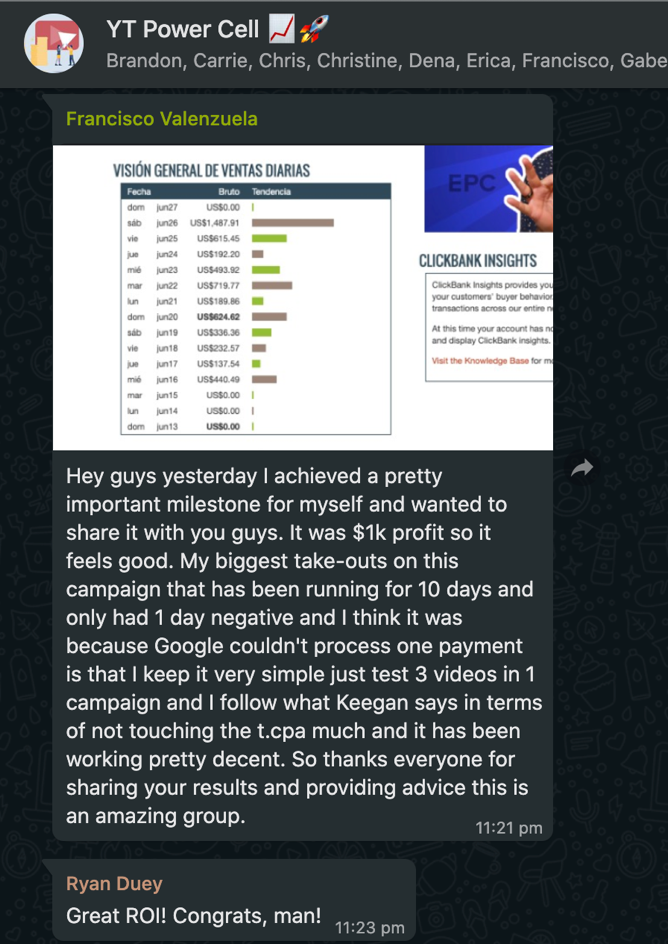 YT Power Cell 📈🚀
Brandon, Carrie, Chris, Christine, Dena, Erica, Francisco, Gabe
Francisco Valenzuela
VISIÓN GENERAL DE VENTAS DIARIAS
Fecha Bruto Tendencia
dom jun27 US$0.00
sáb jun26 US$1,487.91
vie jun25 US$615.45
jue jun24 US$192.20
mié jun23 US$493.92
mar jun22 US$719.77
lun jun21 US$189.86
dom jun20 US$624.62
sáb jun19 US$336.36
vie jun18 US$232.57
jue jun17 US$137.54
mié jun16 US$440.49
mar jun15 US$0.00
lun jun14 US$0.00
dom jun13 US$0.00
EPC
CLICKBANK INSIGHTS
ClickBank Insights provides you
your customers' buyer behavior
transactions across our entire
At this time your account has
and display ClickBank insights.
Visit the Knowledge Base for
Hey guys yesterday I achieved a pretty
important milestone for myself and wanted to
share it with you guys. It was $1k profit so it
feels good. My biggest take-outs on this
campaign that has been running for 10 days and
only had 1 day negative and I think it was
because Google couldn't process one payment
is that I keep it very simple just test 3 videos in 1
campaign and I follow what Keegan says in terms
of not touching the t.cpa much and it has been
working pretty decent. So thanks everyone for
sharing your results and providing advice this is
an amazing group.
11:21 pm
Ryan Duey
Great ROI! Congrats, man! 11:23 pm